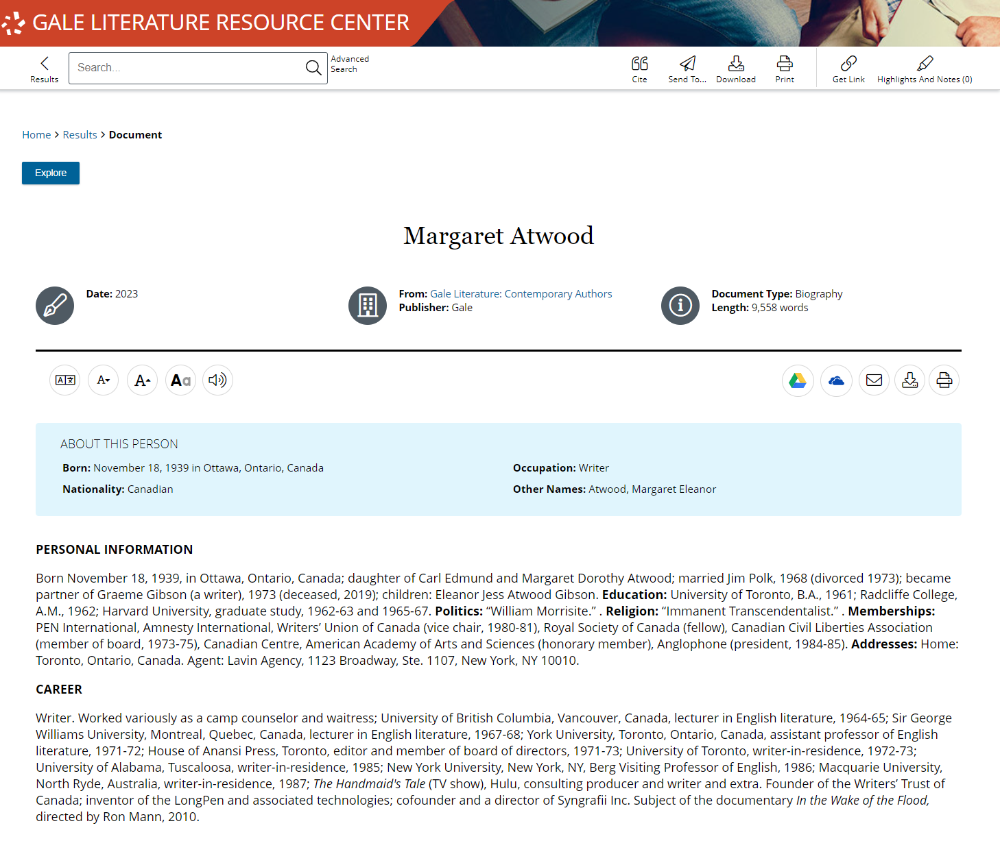 GALE LITERATURE RESOURCE CENTER
Results
Search...
Advanced
Search
Cite
Send To...
Download
Print
Get Link
Highlights And Notes (0)
Home > Results > Document
Explore
Margaret Atwood
Date: 2023
From: Gale Literature: Contemporary Authors
Publisher: Gale
Document Type: Biography
Length: 9,558 words
ABOUT THIS PERSON
Born: November 18, 1939 in Ottawa, Ontario, Canada
Nationality: Canadian
Occupation: Writer
Other Names: Atwood, Margaret Eleanor
PERSONAL INFORMATION
Born November 18, 1939, in Ottawa, Ontario, Canada; daughter of Carl Edmund and Margaret Dorothy Atwood; married Jim Polk, 1968 (divorced 1973); became
partner of Graeme Gibson (a writer), 1973 (deceased, 2019); children: Eleanor Jess Atwood Gibson. Education: University of Toronto, B.A., 1961; Radcliffe College,
A.M., 1962; Harvard University, graduate study, 1962-63 and 1965-67. Politics: “William Morrisite.” . Religion: “Immanent Transcendentalist.” . Memberships:
PEN International, Amnesty International, Writers’ Union of Canada (vice chair, 1980-81), Royal Society of Canada (fellow), Canadian Civil Liberties Association
(member of board, 1973-75), Canadian Centre, American Academy of Arts and Sciences (honorary member), Anglophone (president, 1984-85). Addresses: Home:
Toronto, Ontario, Canada. Agent: Lavin Agency, 1123 Broadway, Ste. 1107, New York, NY 10010.
CAREER
Writer. Worked variously as a camp counselor and waitress; University of British Columbia, Vancouver, Canada, lecturer in English literature, 1964-65; Sir George
Williams University, Montreal, Quebec, Canada, lecturer in English literature, 1967-68; York University, Toronto, Ontario, Canada, assistant professor of English
literature, 1971-72; House of Anansi Press, Toronto, editor and member of board of directors, 1971-73; University of Toronto, writer-in-residence, 1972-73;
University of Alabama, Tuscaloosa, writer-in-residence, 1985; New York University, New York, NY, Berg Visiting Professor of English, 1986; Macquarie University,
North Ryde, Australia, writer-in-residence, 1987; The Handmaid's Tale (TV show), Hulu, consulting producer and writer and extra. Founder of the Writers’ Trust of
Canada; inventor of the LongPen and associated technologies; cofounder and a director of Syngrafii Inc. Subject of the documentary In the Wake of the Flood,
directed by Ron Mann, 2010.